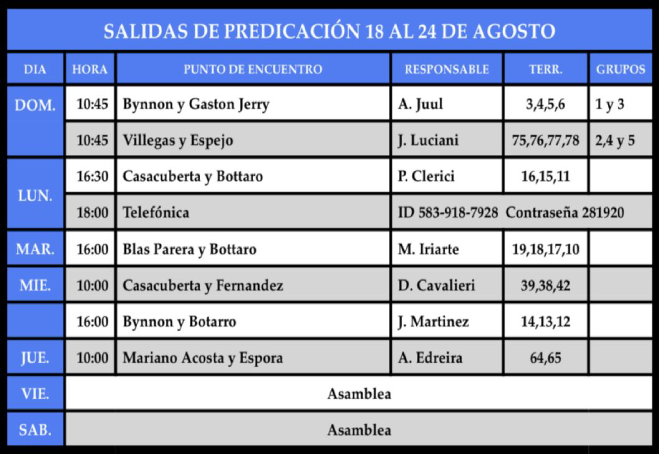 SALIDAS DE PREDICACIÓN 18 AL 24 DE AGOSTO
DIA HORA PUNTO DE ENCUENTRO RESPONSABLE TERR. GRUPOS
DOM. 10:45 Bynnon y Gaston Jerry A. Juul 3,4,5,6 1 y 3
10:45 Villegas y Espejo J. Luciani 75,76,77,78 2,4 y 5
LUN. 16:30 Casacuberta y Bottaro P. Clerici 16,15,11
18:00 Telefónica ID 583-918-7928 Contraseña 281920
MAR. 16:00 Blas Parera y Bottaro M. Iriarte 19,18,17,10
MIE. 10:00 Casacuberta y Fernandez D. Cavalieri 39,38,42
16:00 Bynnon y Botarro J. Martinez 14,13,12
JUE. 10:00 Mariano Acosta y Espora A. Edreira 64,65
VIE. Asamblea
SAB. Asamblea